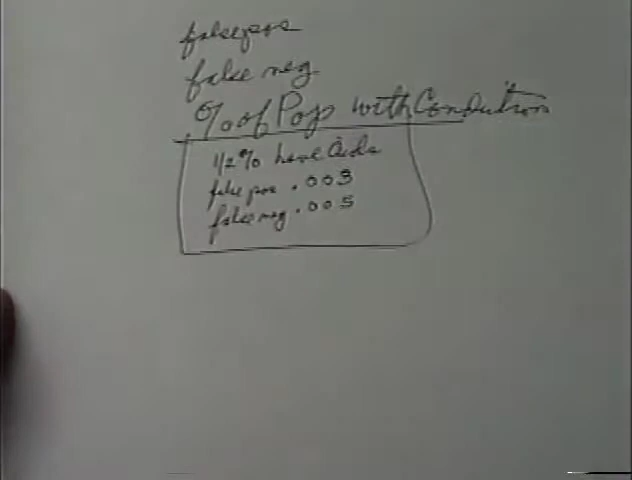 false pos
false neg.
% of Pop with Condition
1/2% have Aids
false pos .003
false neg .005